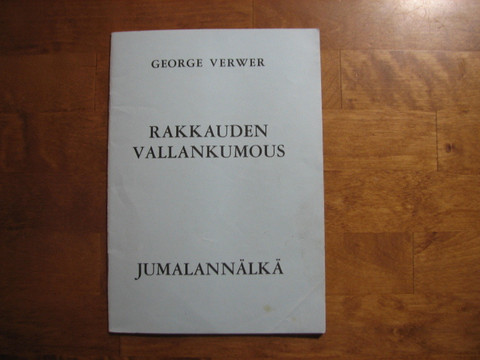 GEORGE VERWER
RAKKAUDEN
VALLANKUMOUS
JUMALANNÄLKÄ